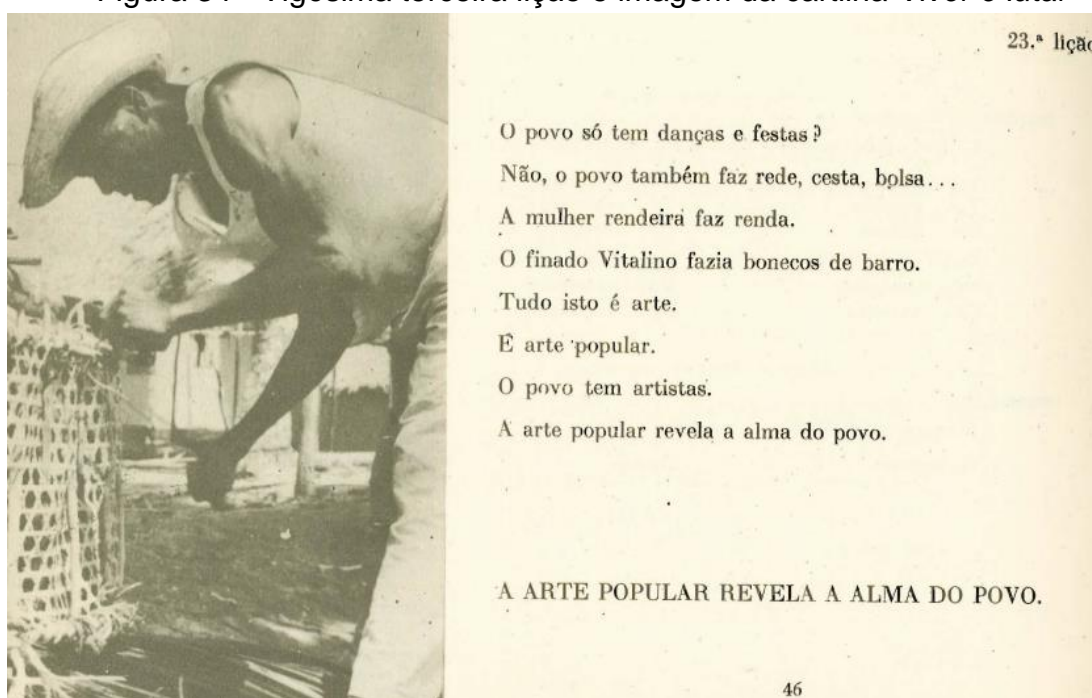 23.ª lição
O povo só tem danças e festas?
Não, o povo também faz rede, cesta, bolsa...
A mulher rendeira faz renda.
O finado Vitalino fazia bonecos de barro.
Tudo isto é arte.
É arte popular.
O povo tem artistas.
A arte popular revela a alma do povo.
A ARTE POPULAR REVELA A ALMA DO POVO.
46